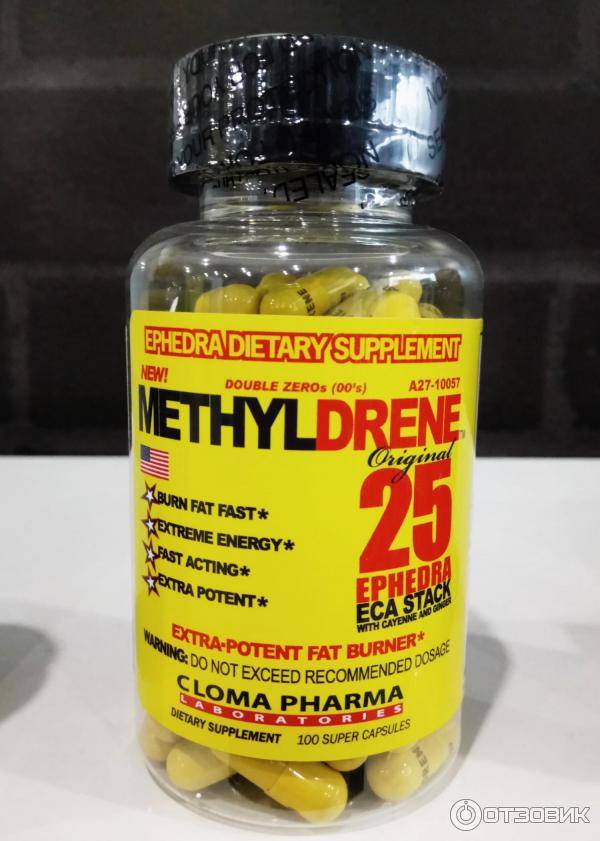 SEALED
EPHEDRA DIETARY SUPPLEMENT
NEW!
DOUBLE ZEROs (00's) A27-10057
METHYLDRENE™
Original
25
EPHEDRA
ECA STACK
WITH CAYENNE AND GINGER
BURN FAT FAST*
EXTREME ENERGY*
FAST ACTING*
EXTRA POTENT*
EXTRA-POTENT FAT BURNER*
WARNING: DO NOT EXCEED RECOMMENDED DOSAGE
CLOMA PHARMA
LABORATORIES
DIETARY SUPPLEMENT 100 SUPER CAPSULES
ОТЗОВИК